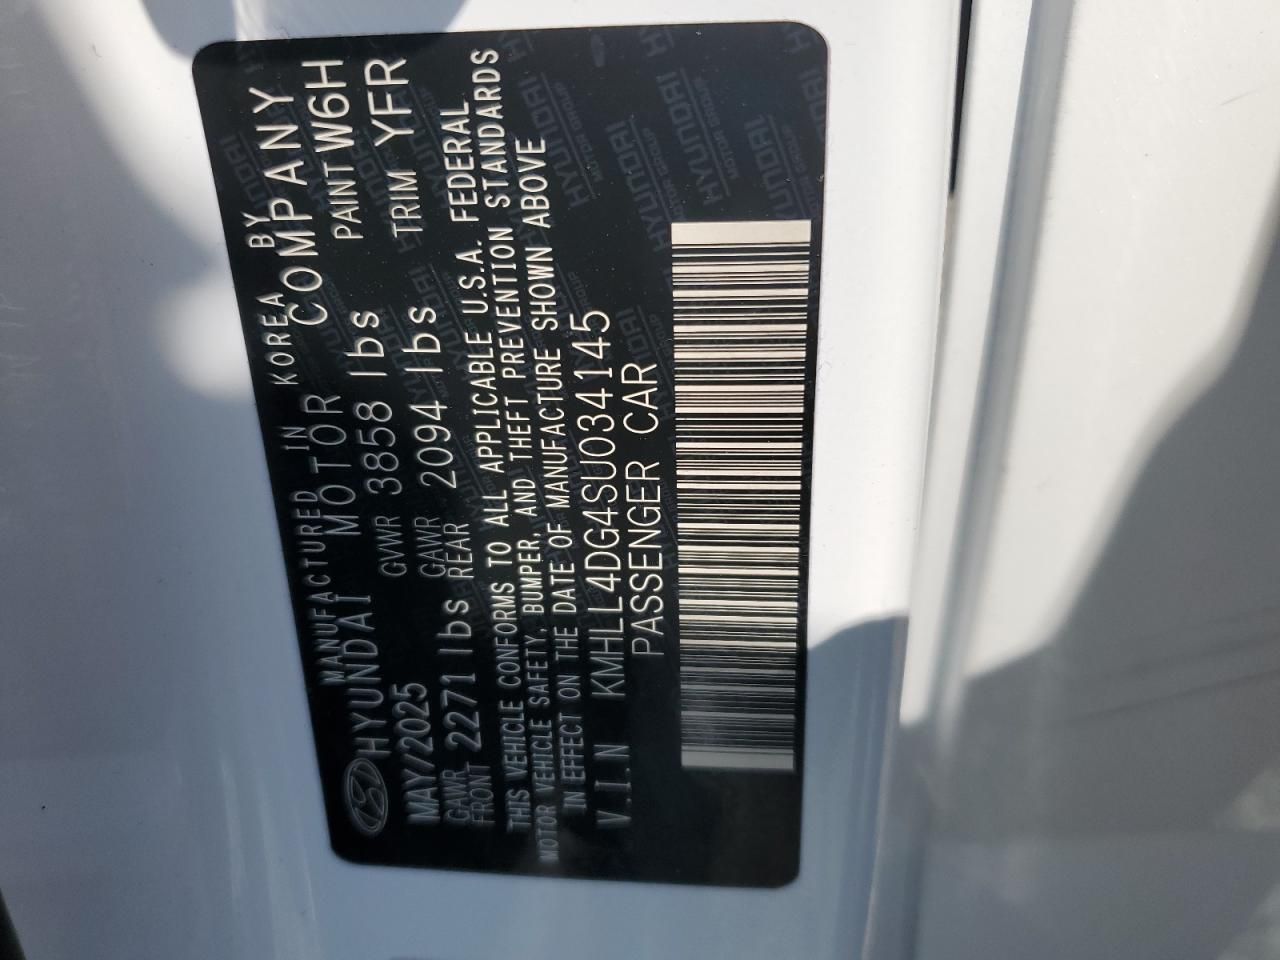 MANUFACTURED IN KOREA BY
HYUNDAI MOTOR COMPANY
MAY/2025 GVWR 3858 lbs PAINT W6H
GAWR FRONT 2271 lbs GAWR REAR 2094 lbs TRIM YFR
THIS VEHICLE CONFORMS TO ALL APPLICABLE U.S.A. FEDERAL
MOTOR VEHICLE SAFETY, BUMPER, AND THEFT PREVENTION STANDARDS
IN EFFECT ON THE DATE OF MANUFACTURE SHOWN ABOVE
V.I.N KMHLL4DG4SU034145
PASSENGER CAR